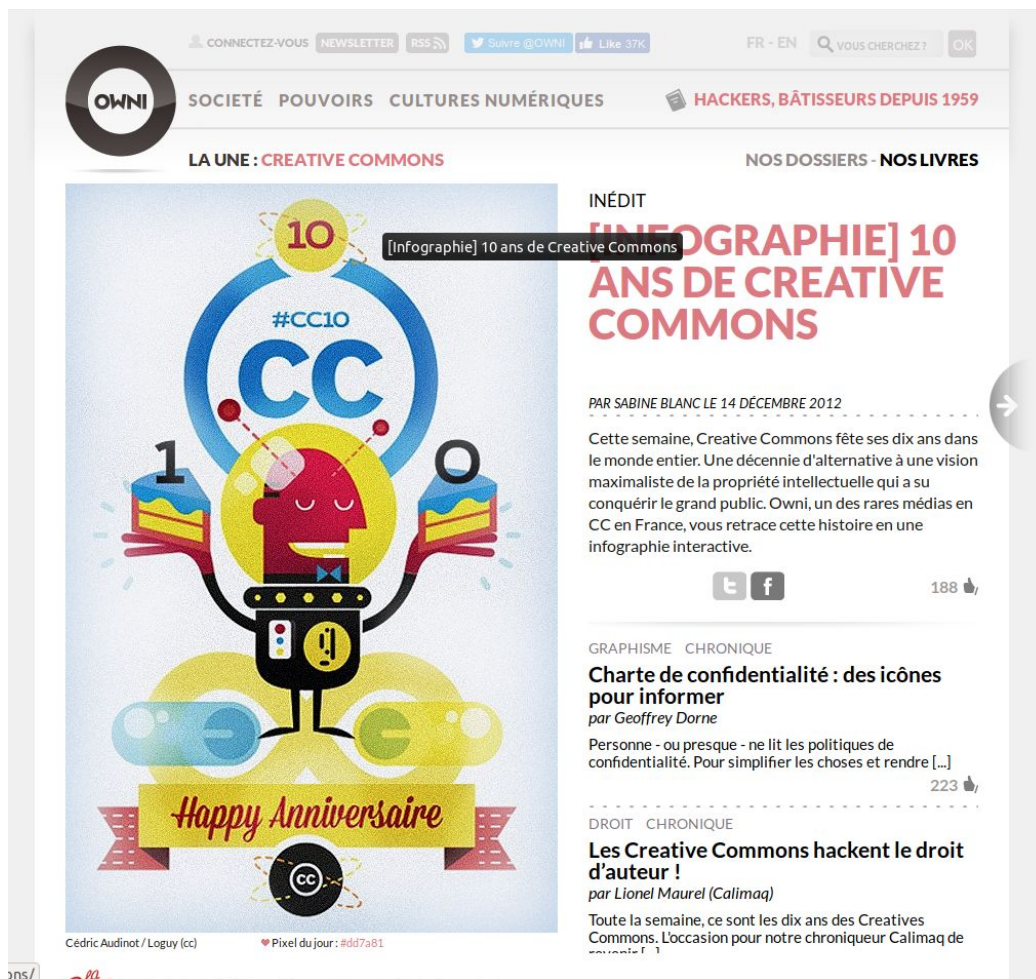 CONNECTEZ-VOUS NEWSLETTER RSS Suivre @OWNI Like 37K FR - EN VOUS CHERCHEZ ? OK
OWNI
SOCIETÉ POUVOIRS CULTURES NUMÉRIQUES HACKERS, BÂTISSEURS DEPUIS 1959
LA UNE : CREATIVE COMMONS NOS DOSSIERS - NOS LIVRES
10
#CC10
CC
1 0
Happy Anniversaire
cc
Cédric Audinot / Loguy (cc) Pixel du jour : #dd7a81
[Infographie] 10 ans de Creative Commons
INÉDIT
[INFOGRAPHIE] 10
ANS DE CREATIVE
COMMONS
PAR SABINE BLANC LE 14 DÉCEMBRE 2012
Cette semaine, Creative Commons fête ses dix ans dans
le monde entier. Une décennie d'alternative à une vision
maximaliste de la propriété intellectuelle qui a su
conquérir le grand public. Owni, un des rares médias en
CC en France, vous retrace cette histoire en une
infographie interactive.
t f 188
GRAPHISME CHRONIQUE
Charte de confidentialité : des icônes
pour informer
par Geoffrey Dorne
Personne - ou presque - ne lit les politiques de
confidentialité. Pour simplifier les choses et rendre [...]
223
DROIT CHRONIQUE
Les Creative Commons hackent le droit
d'auteur !
par Lionel Maurel (Calimaq)
Toute la semaine, ce sont les dix ans des Creatives
Commons. L'occasion pour notre chroniqueur Calimaq de
revenir [...]
la
ons/